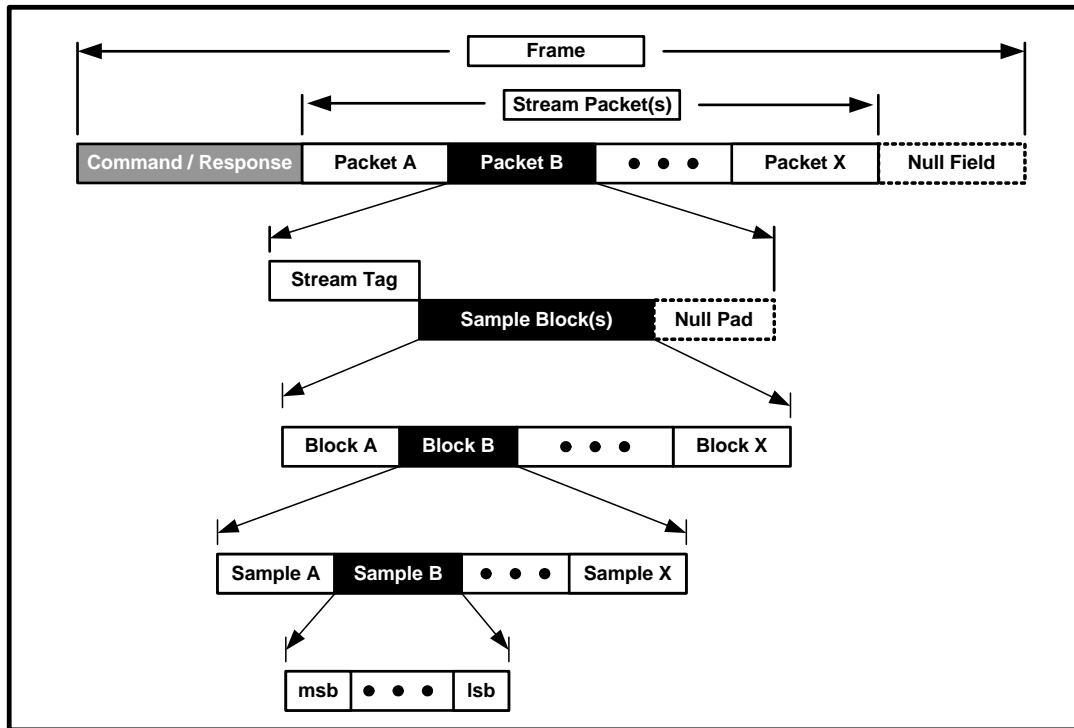 Frame
Stream Packet(s)
Command / Response Packet A Packet B • • • Packet X Null Field
Stream Tag
Sample Block(s) Null Pad
Block A Block B • • • Block X
Sample A Sample B • • • Sample X
msb • • • lsb